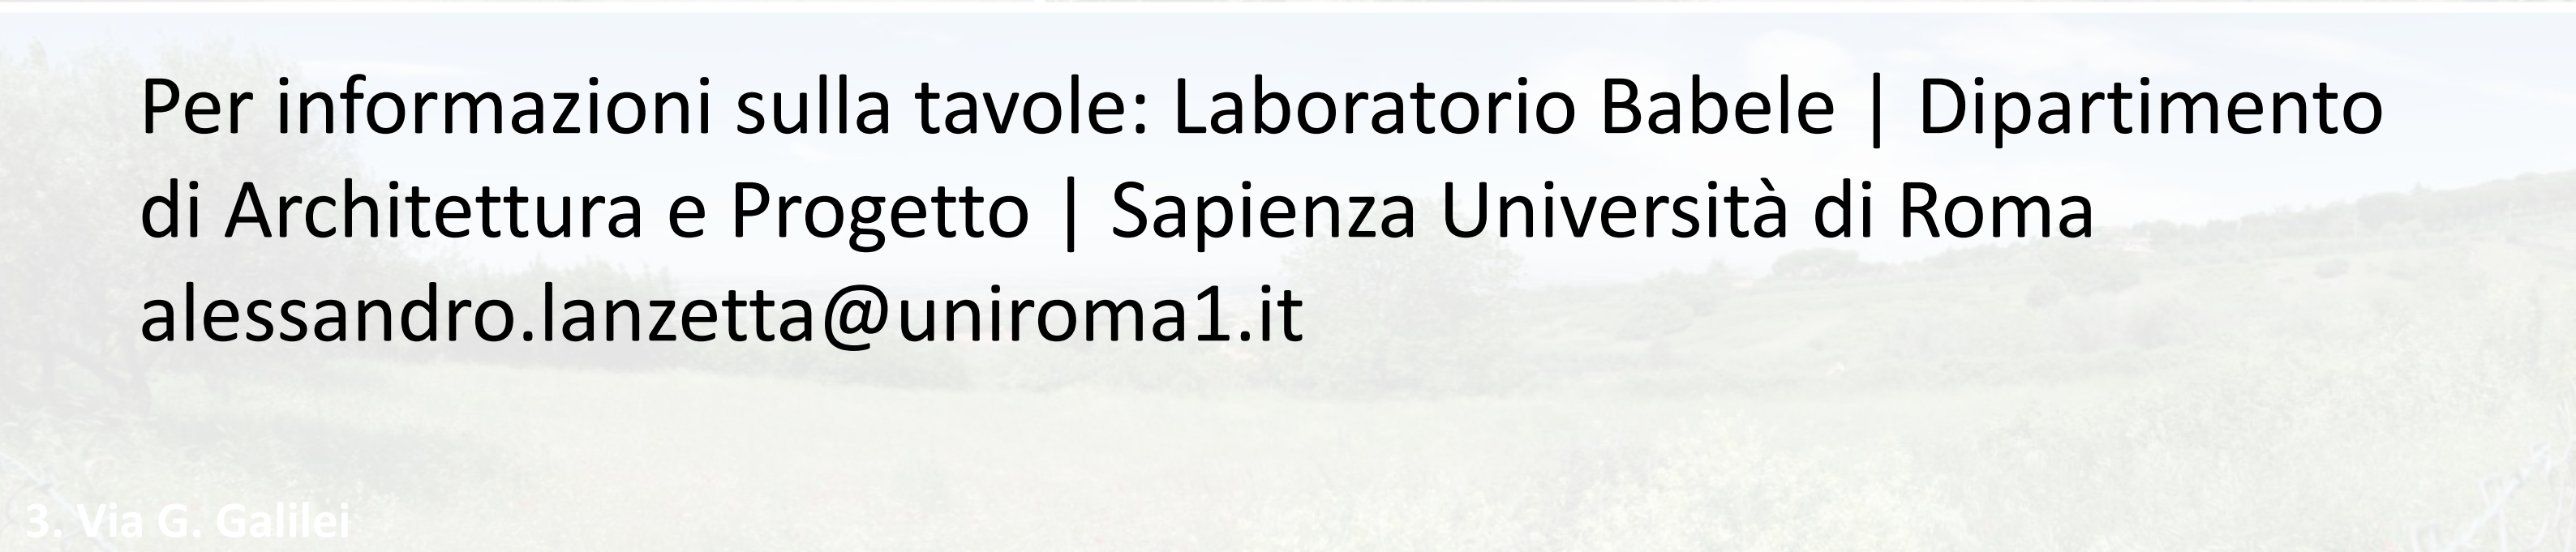 Per informazioni sulla tavole: Laboratorio Babele | Dipartimento
di Architettura e Progetto | Sapienza Università di Roma
alessandro.lanzetta@uniroma1.it
3. Via G. Galilei